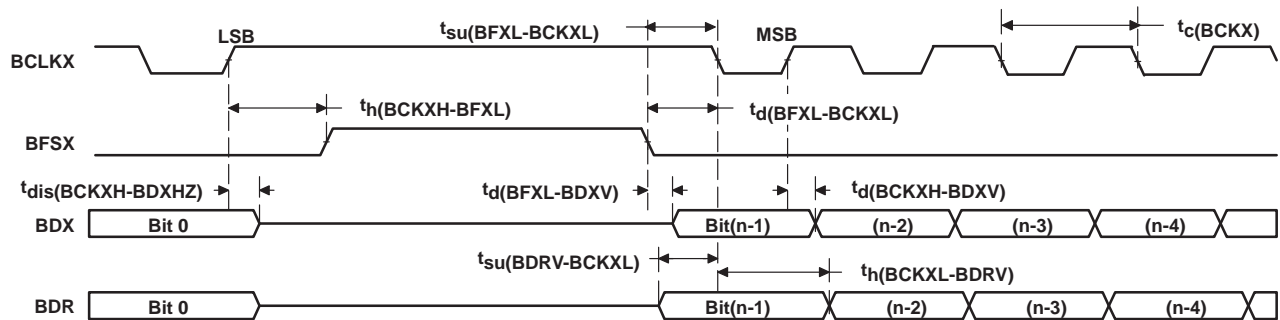 LSB tsu(BFXL-BCKXL) MSB tc(BCKX)
BCLKX
th(BCKXH-BFXL) td(BFXL-BCKXL)
BFSX
tdis(BCKXH-BDXHZ) td(BFXL-BDXV) td(BCKXH-BDXV)
BDX Bit 0 Bit(n-1) (n-2) (n-3) (n-4)
tsu(BDRV-BCKXL) th(BCKXL-BDRV)
BDR Bit 0 Bit(n-1) (n-2) (n-3) (n-4)